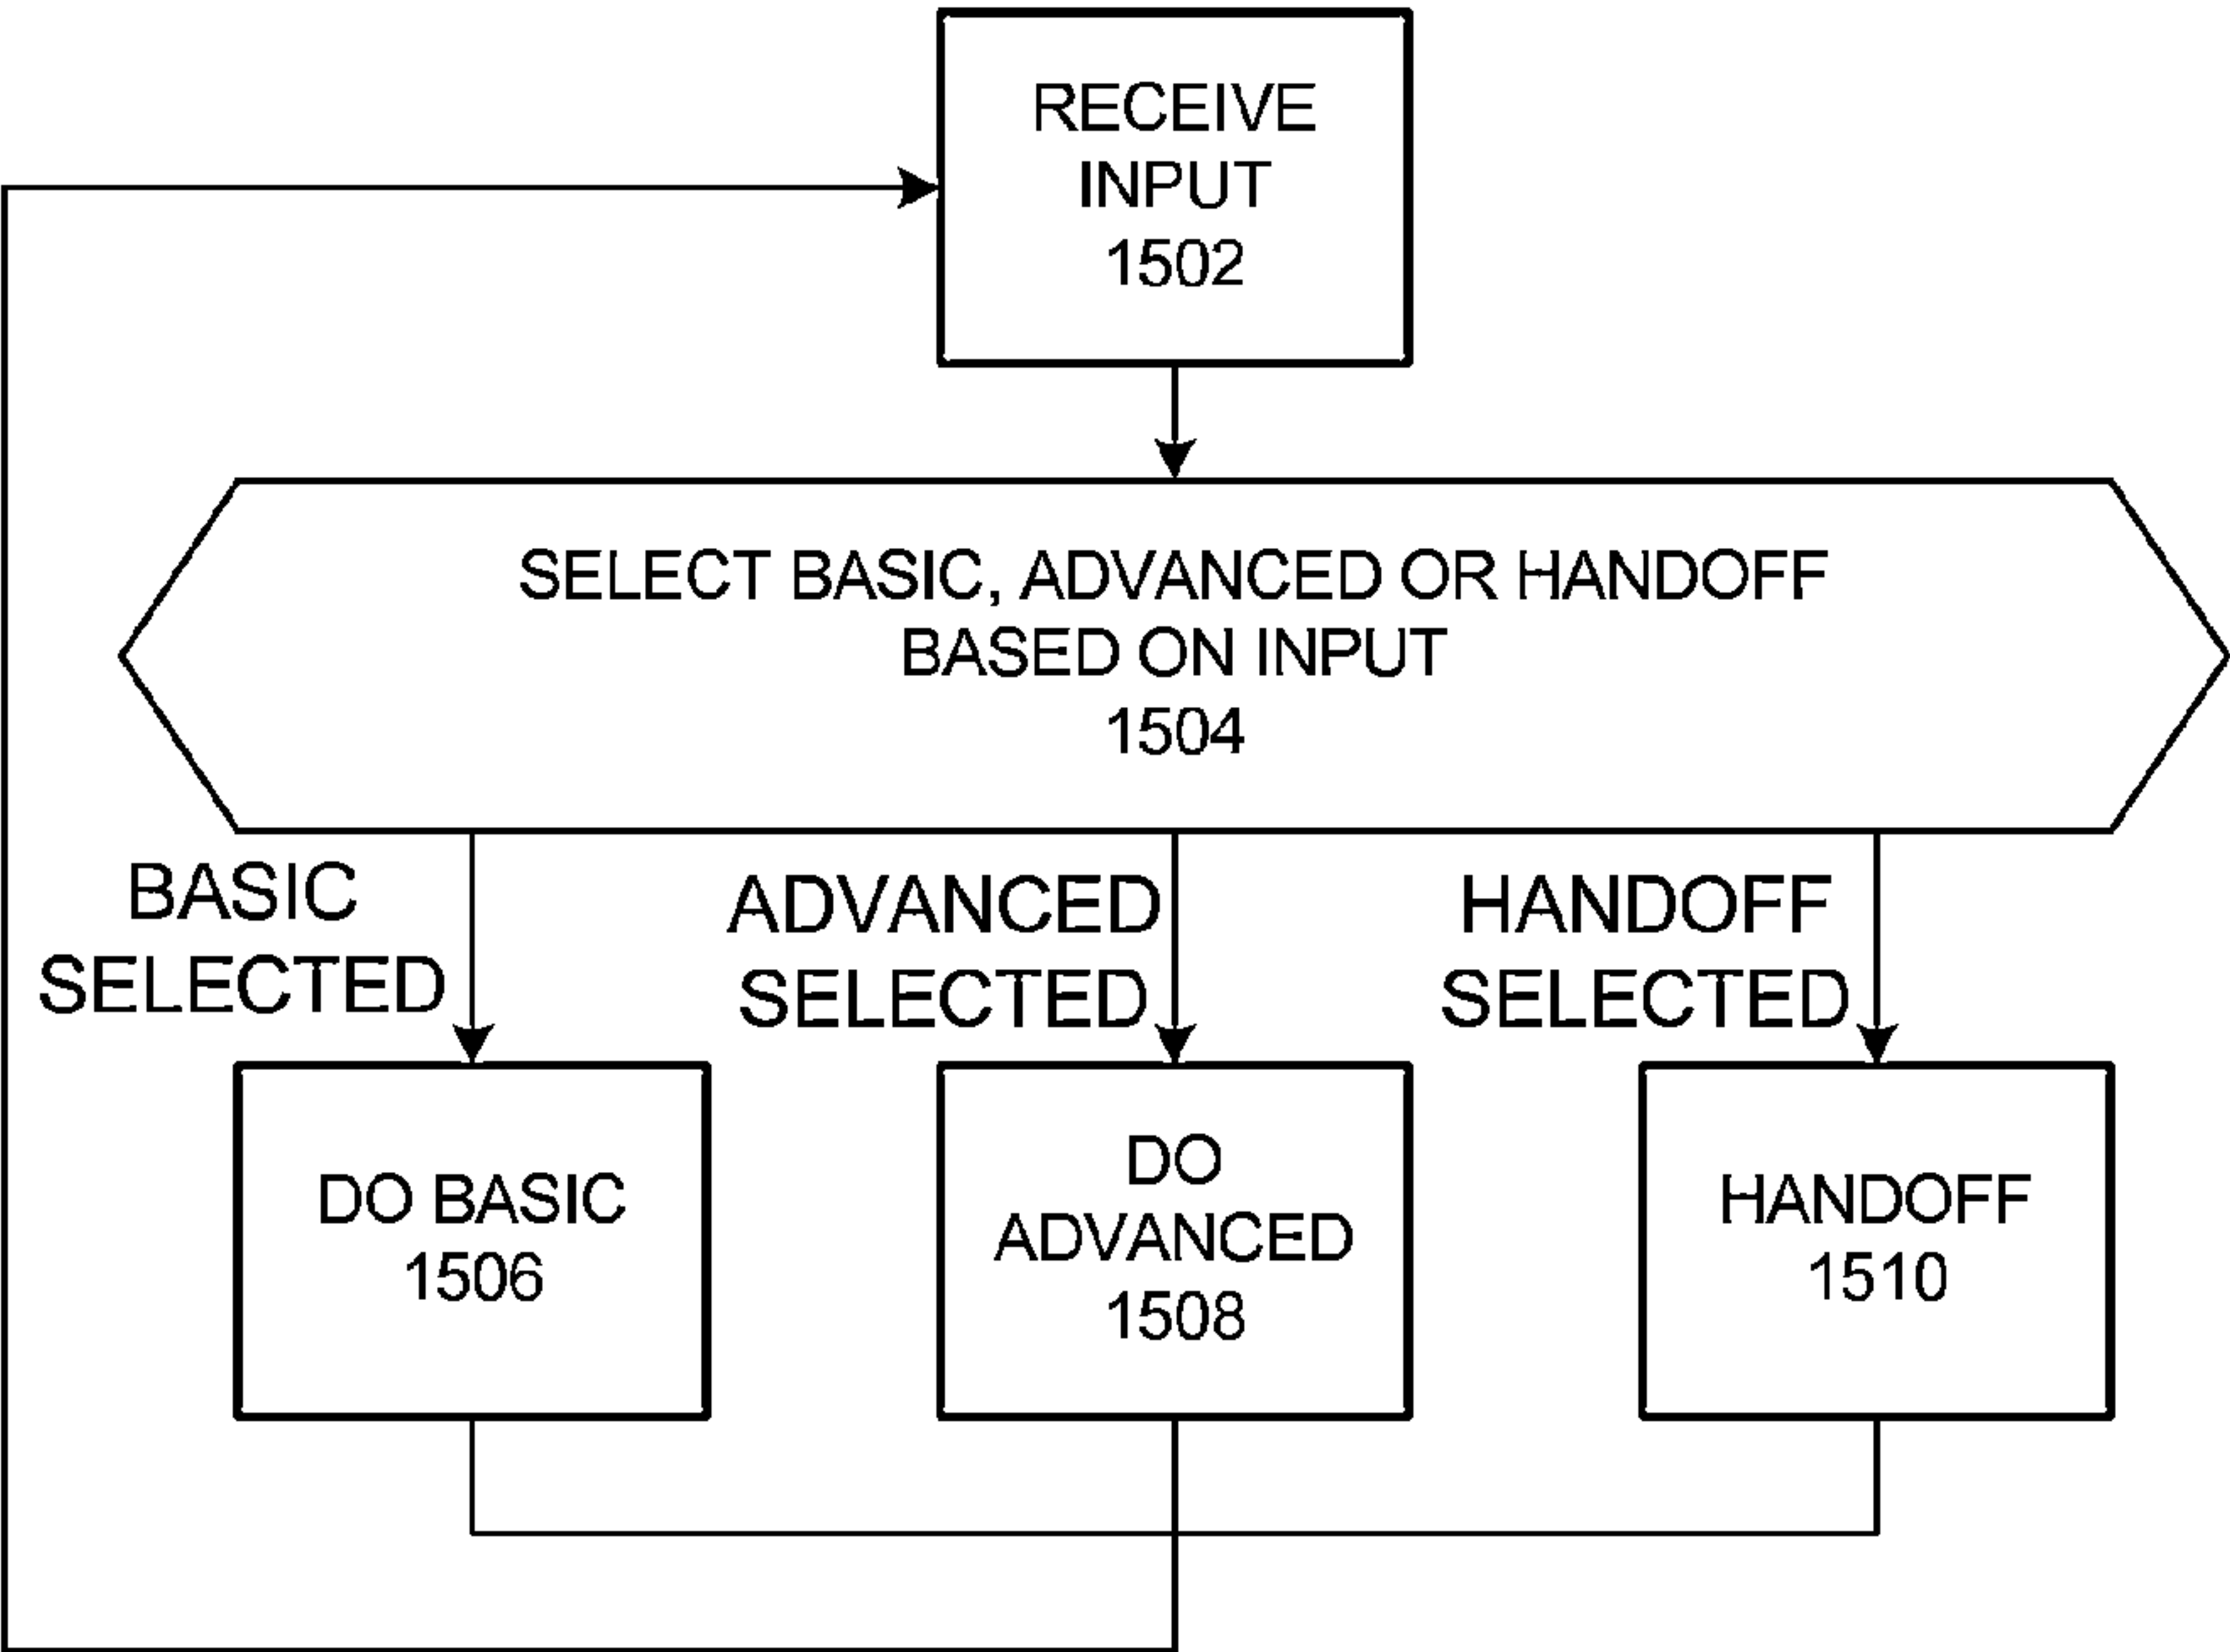 RECEIVE
INPUT
1502
SELECT BASIC, ADVANCED OR HANDOFF
BASED ON INPUT
1504
BASIC
SELECTED
ADVANCED
SELECTED
HANDOFF
SELECTED
DO BASIC
1506
DO
ADVANCED
1508
HANDOFF
1510